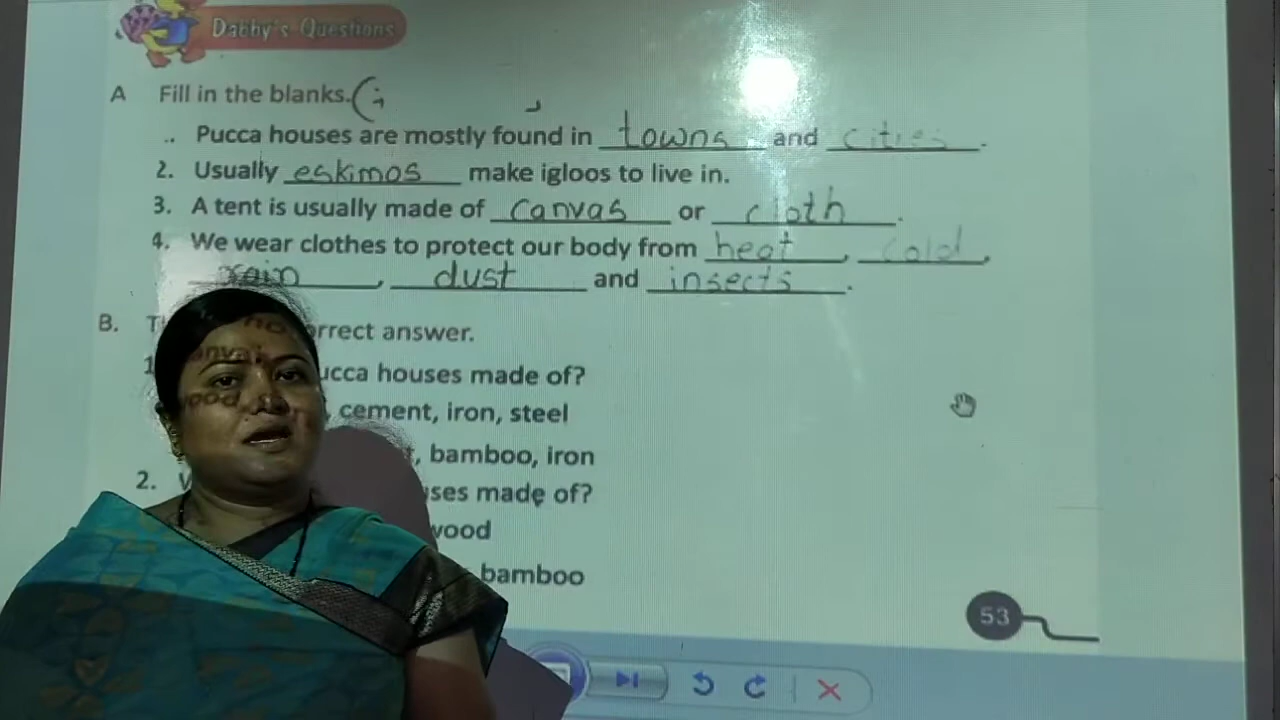 Dabby's Questions
A Fill in the blanks.
.. Pucca houses are mostly found in towns and cities.
2. Usually eskimos make igloos to live in.
3. A tent is usually made of canvas or cloth.
4. We wear clothes to protect our body from heat, cold,
rain, dust and insects.
B. orrect answer.
ucca houses made of?
cement, iron, steel
, bamboo, iron
2. ses made of?
wood
bamboo
53